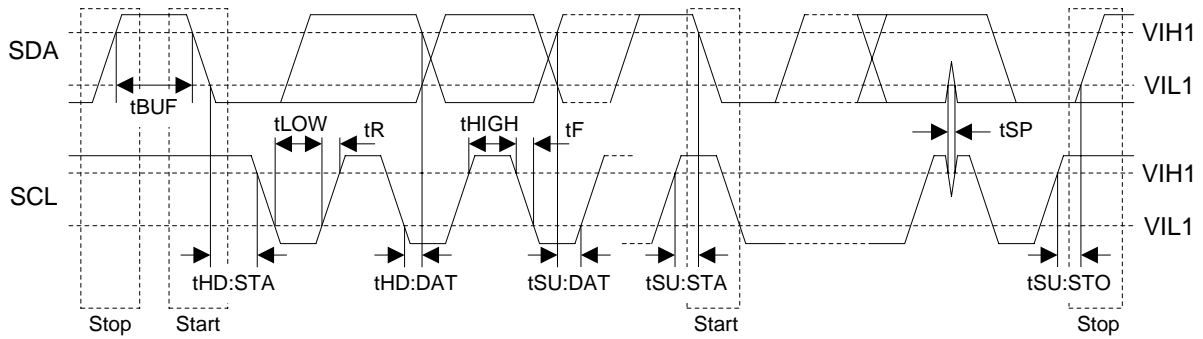 SDA
VIH1
VIL1
tBUF
tLOW
tR
tHIGH
tF
tSP
SCL
VIH1
VIL1
tHD:STA
tHD:DAT
tSU:DAT
tSU:STA
tSU:STO
Stop
Start
Start
Stop